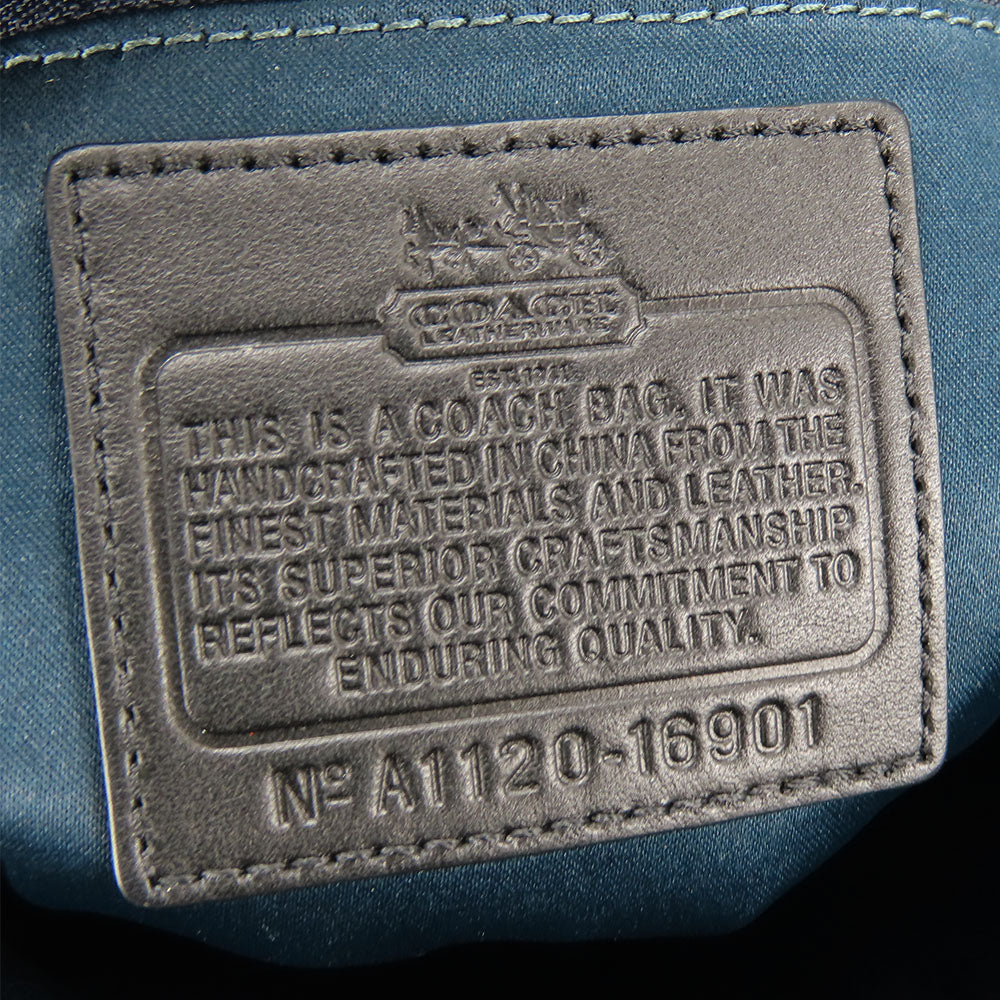 COACH
LEATHERWARE
EST. 1941
THIS IS A COACH BAG. IT WAS
HANDCRAFTED IN CHINA FROM THE
FINEST MATERIALS AND LEATHER.
ITS SUPERIOR CRAFTSMANSHIP
REFLECTS OUR COMMITMENT TO
ENDURING QUALITY.
Nº A1120-16901